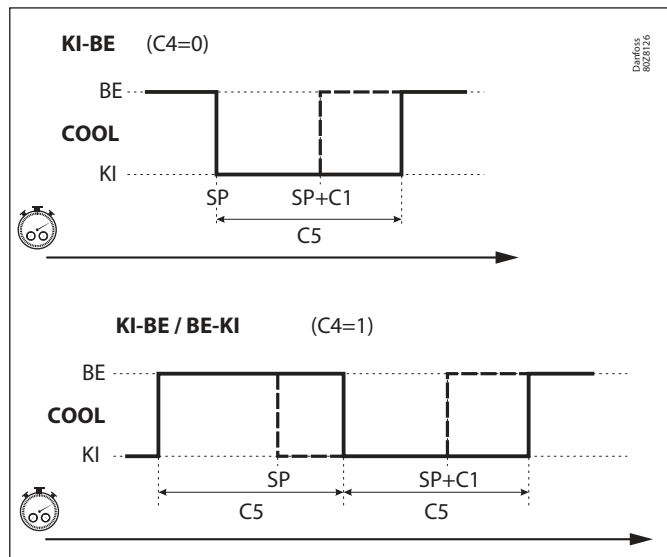 KI-BE (C4=0)
Danfoss
80Z8126
BE
COOL
KI
SP SP+C1
C5
KI-BE / BE-KI (C4=1)
BE
COOL
KI
SP SP+C1
C5 C5